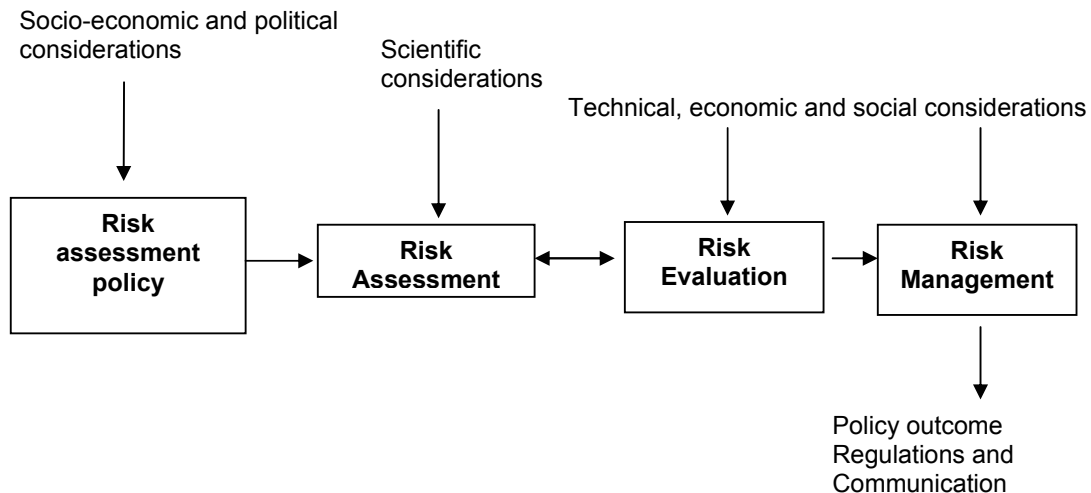 Socio-economic and political
considerations
Scientific
considerations
Technical, economic and social considerations
Risk
assessment
policy
Risk
Assessment
Risk
Evaluation
Risk
Management
Policy outcome
Regulations and
Communication